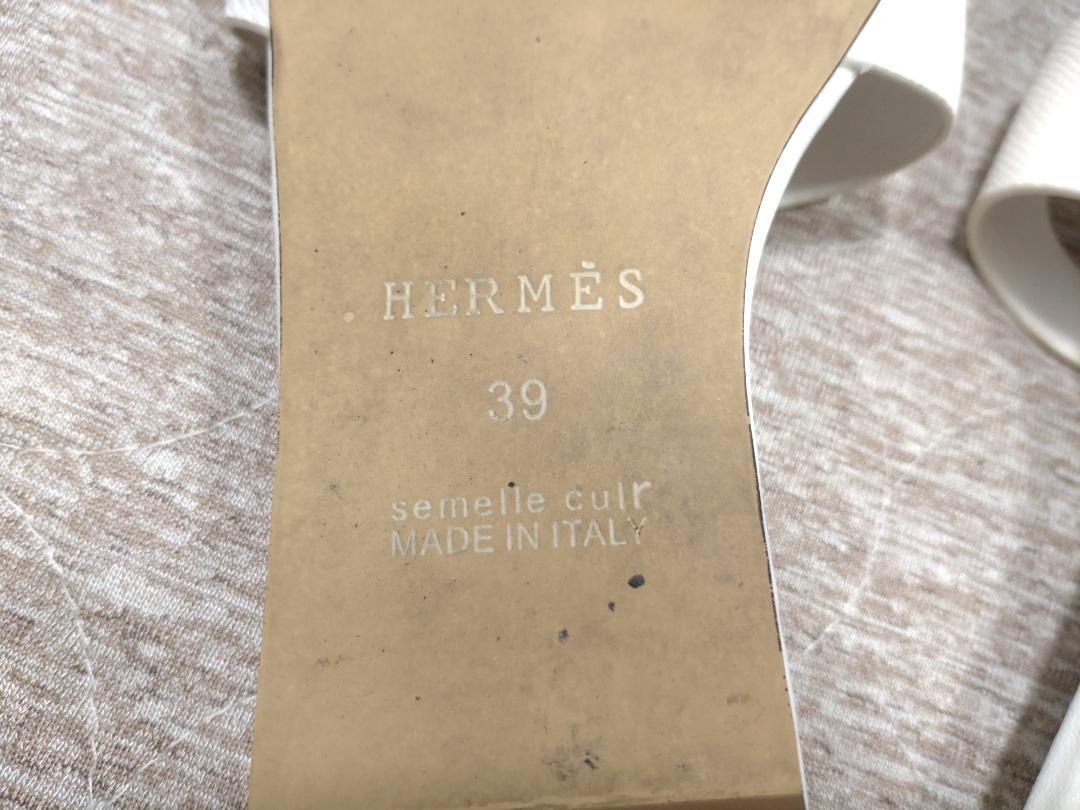 HERMÈS
39
semelle cuIr
MADE IN ITALY